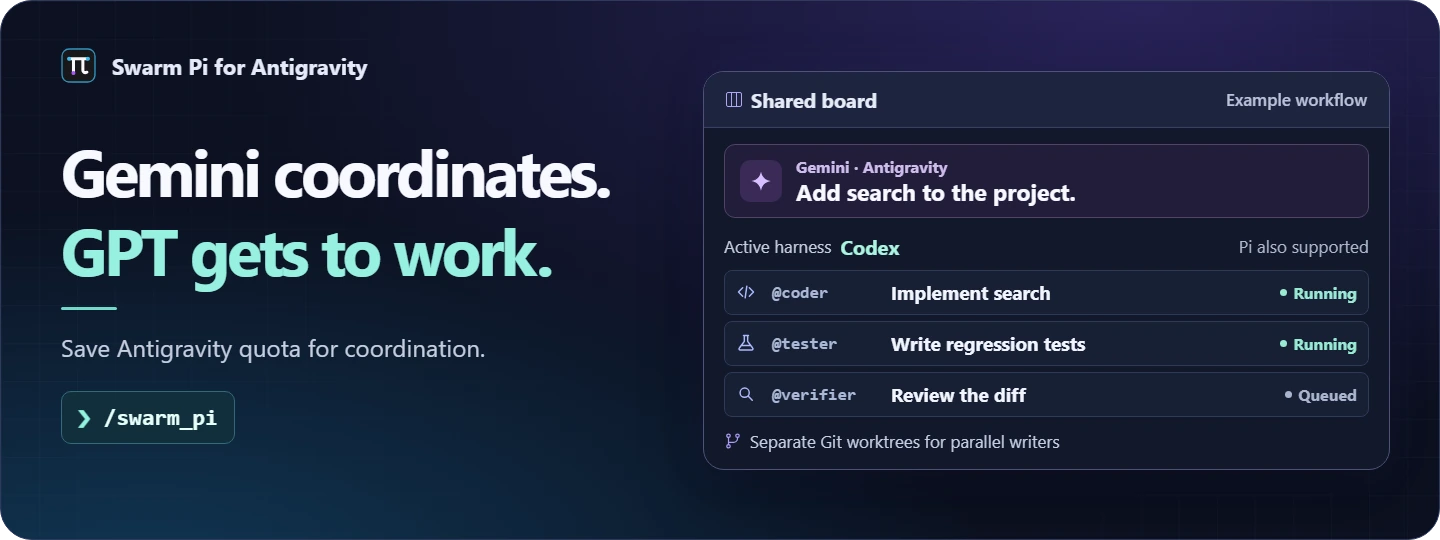 Swarm Pi for Antigravity
Gemini coordinates.
GPT gets to work.
Save Antigravity quota for coordination.
❯ /swarm_pi
Shared board
Example workflow
Gemini · Antigravity
Add search to the project.
Active harness Codex
Pi also supported
@coder Implement search • Running
@tester Write regression tests • Running
@verifier Review the diff • Queued
Separate Git worktrees for parallel writers